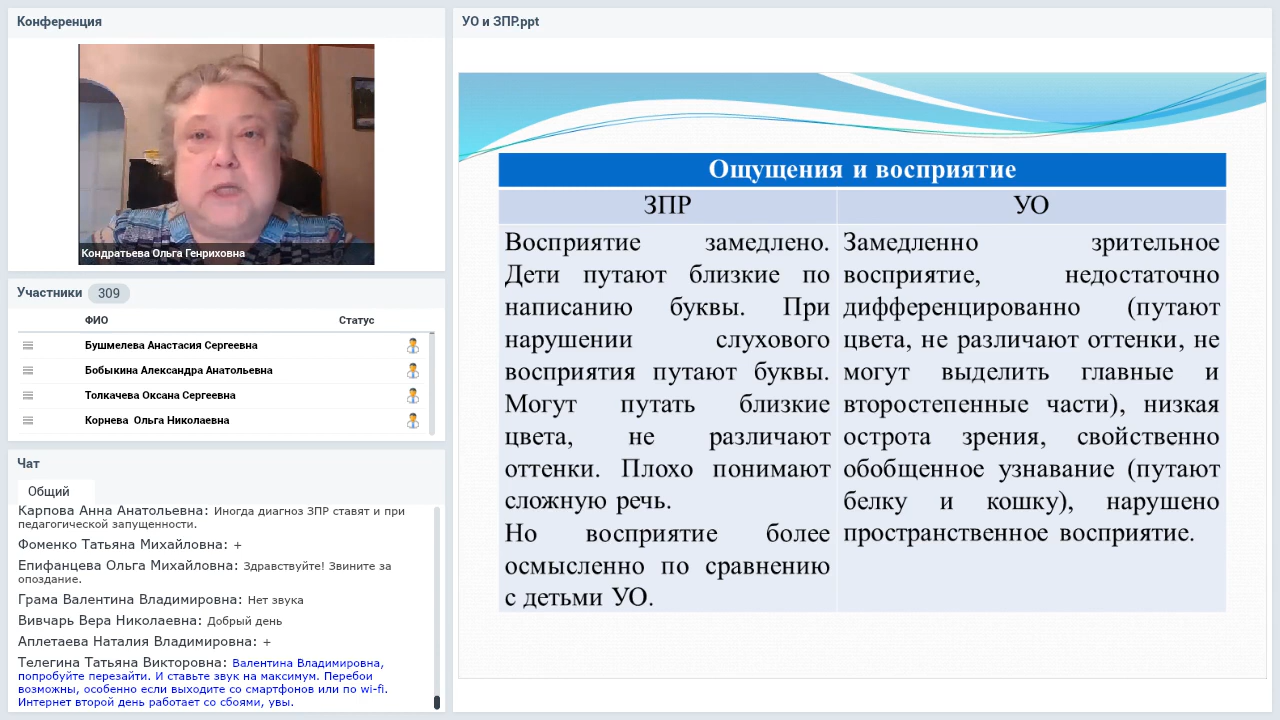 Конференция
Кондратьева Ольга Генриховна
Участники 309
ФИО Статус
Бушмелева Анастасия Сергеевна
Бобыкина Александра Анатольевна
Толкачева Оксана Сергеевна
Корнева Ольга Николаевна
Чат
Общий
Карпова Анна Анатольевна: Иногда диагноз ЗПР ставят и при
педагогической запущенности.
Фоменко Татьяна Михайловна: +
Епифанцева Ольга Михайловна: Здравствуйте! Звините за
опоздание.
Грама Валентина Владимировна: Нет звука
Вивчарь Вера Николаевна: Добрый день
Аплетаева Наталия Владимировна: +
Телегина Татьяна Викторовна: Валентина Владимировна,
попробуйте перезайти. И ставьте звук на максимум. Перебои
возможны, особенно если выходите со смартфонов или по wi-fi.
Интернет второй день работает со сбоями, увы.
УО и ЗПР.ppt
Ощущения и восприятие
ЗПР
Восприятие замедлено.
Дети путают близкие по
написанию буквы. При
нарушении слухового
восприятия путают буквы.
Могут путать близкие
цвета, не различают
оттенки. Плохо понимают
сложную речь.
Но восприятие более
осмысленно по сравнению
с детьми УО.
УО
Замедленно зрительное
восприятие, недостаточно
дифференцированно (путают
цвета, не различают оттенки, не
могут выделить главные и
второстепенные части), низкая
острота зрения, свойственно
обобщенное узнавание (путают
белку и кошку), нарушено
пространственное восприятие.